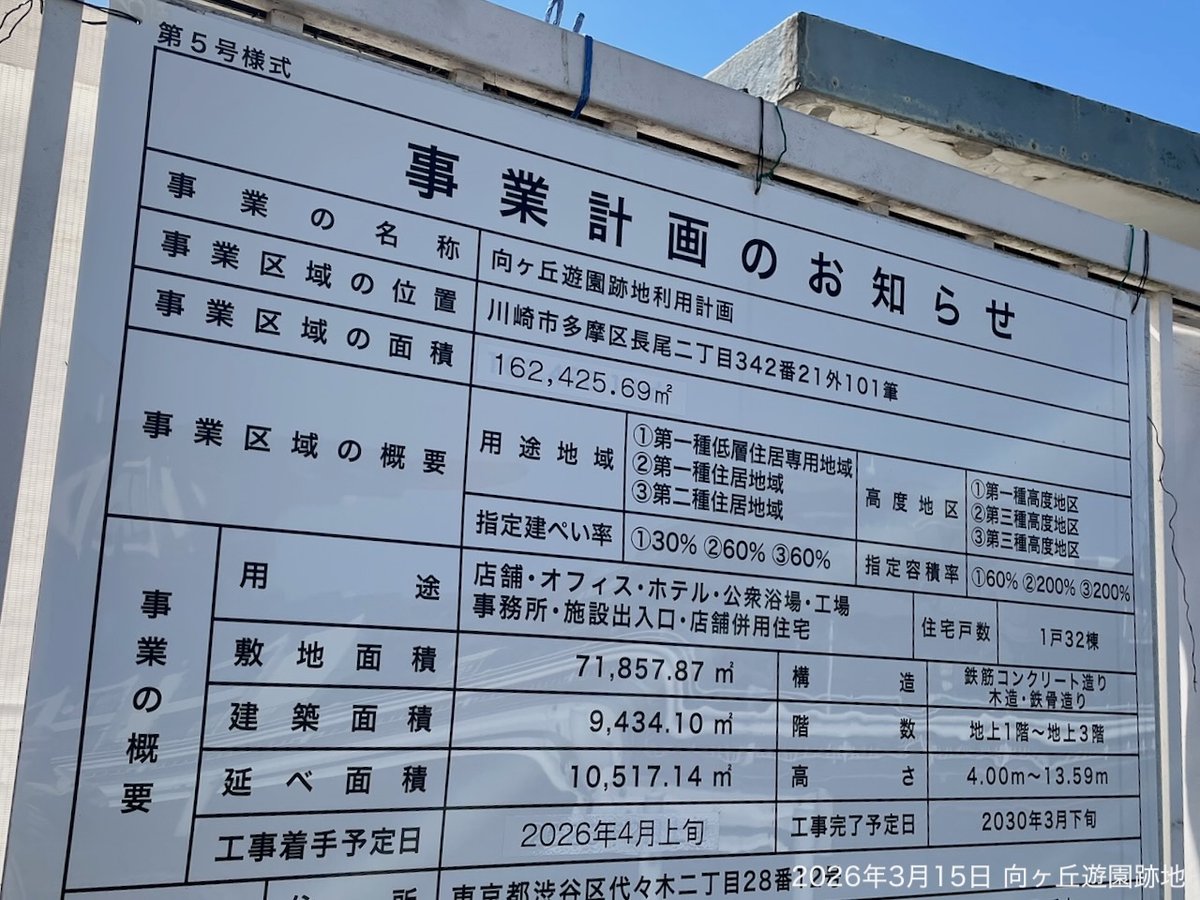 第5号様式
事業計画のお知らせ
事業の名称 向ヶ丘遊園跡地利用計画
事業区域の位置 川崎市多摩区長尾二丁目342番21外101筆
事業区域の面積 162,425.69㎡
事業区域の概要
用途地域
①第一種低層住居専用地域
②第一種住居地域
③第二種住居地域
高度地区
①第一種高度地区
②第三種高度地区
③第三種高度地区
指定建ぺい率 ①30% ②60% ③60%
指定容積率 ①60% ②200% ③200%
事業の概要
用途
店舗・オフィス・ホテル・公衆浴場・工場
事務所・施設出入口・店舗併用住宅
住宅戸数 1戸32棟
敷地面積 71,857.87 ㎡
構造
鉄筋コンクリート造り
木造・鉄骨造り
建築面積 9,434.10 ㎡
階数 地上1階～地上3階
延べ面積 10,517.14 ㎡
高さ 4.00m～13.59m
工事着手予定日 2026年4月上旬
工事完了予定日 2030年3月下旬
住所 東京都渋谷区代々木二丁目28番12号
2026年3月15日 向ヶ丘遊園跡地